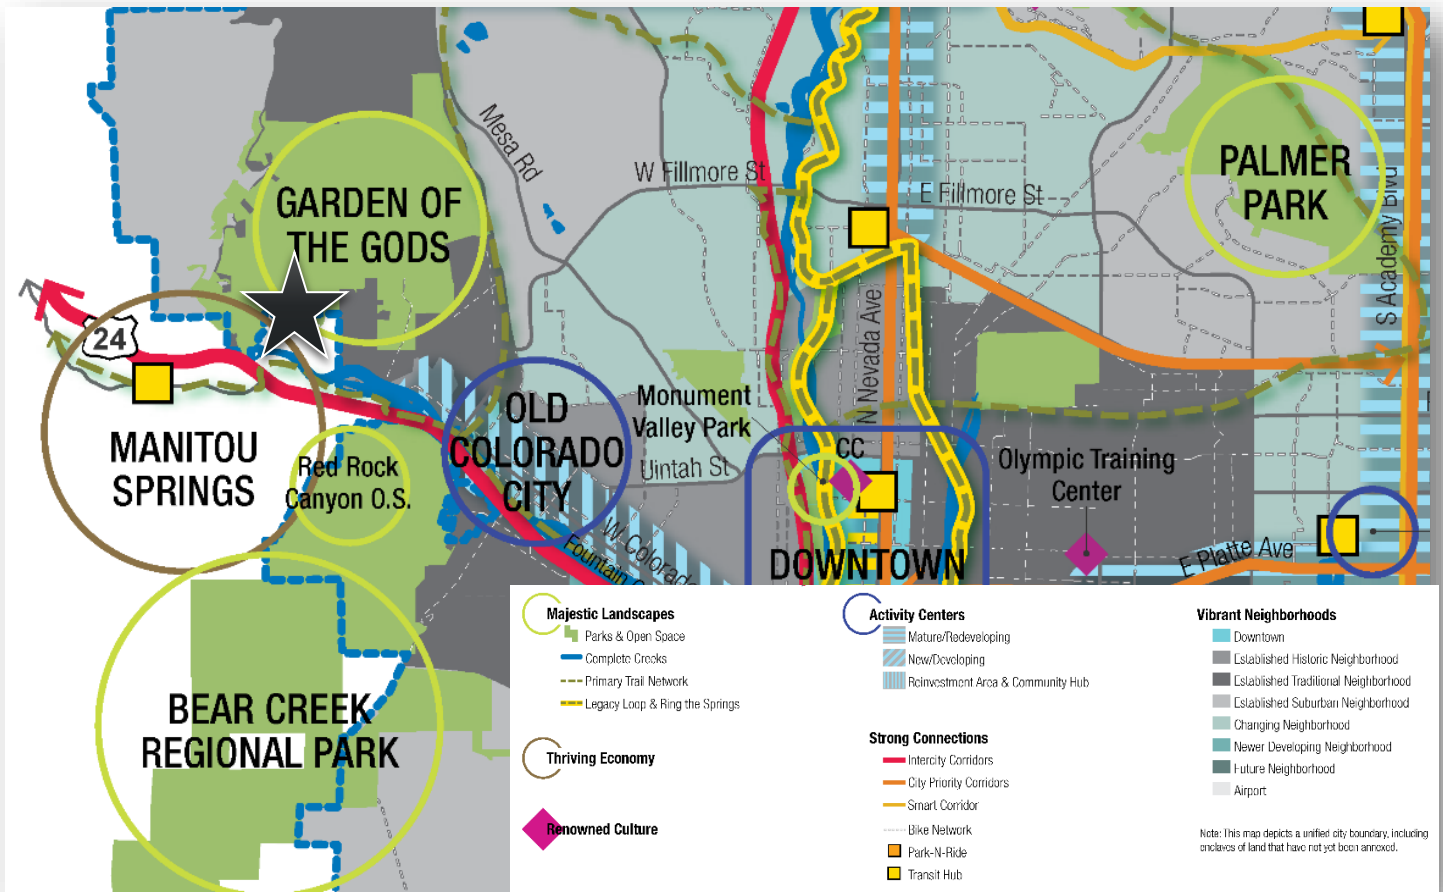 Mesa Rd
W Fillmore St
E Fillmore St
PALMER
PARK
GARDEN OF
THE GODS
S Academy Blvd
24
N Nevada Ave
MANITOU
SPRINGS
Red Rock
Canyon O.S.
OLD
COLORADO
CITY
Monument
Valley Park
Uintah St
CC
Olympic Training
Center
W Colorad
Fountain
DOWNTOWN
E Platte Ave
BEAR CREEK
REGIONAL PARK
Majestic Landscapes
Parks & Open Space
Complete Creeks
Primary Trail Network
Legacy Loop & Ring the Springs
Thriving Economy
Renowned Culture
Activity Centers
Mature/Redeveloping
New/Developing
Reinvestment Area & Community Hub
Strong Connections
Intercity Corridors
City Priority Corridors
Smart Corridor
Bike Network
Park-N-Ride
Transit Hub
Vibrant Neighborhoods
Downtown
Established Historic Neighborhood
Established Traditional Neighborhood
Established Suburban Neighborhood
Changing Neighborhood
Newer Developing Neighborhood
Future Neighborhood
Airport
Note: This map depicts a unified city boundary, including
enclaves of land that have not yet been annexed.